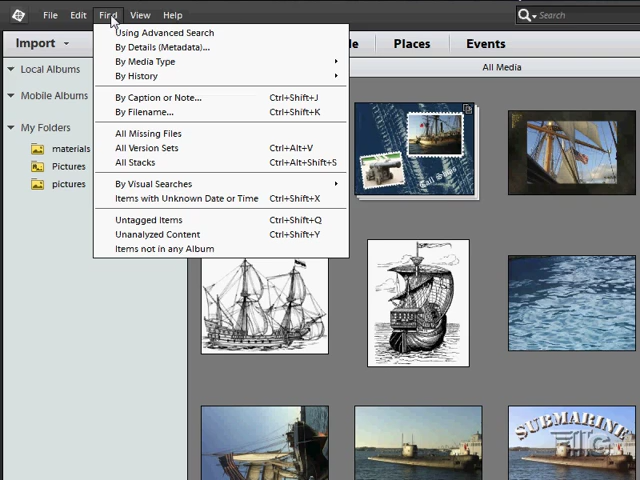 File Edit Find View Help
Search
Import
Places
Events
Local Albums
Mobile Albums
My Folders
materials
Pictures
pictures
All Media
Using Advanced Search
By Details (Metadata)...
By Media Type
By History
By Caption or Note... Ctrl+Shift+J
By Filename... Ctrl+Shift+K
All Missing Files
All Version Sets Ctrl+Alt+V
All Stacks Ctrl+Alt+Shift+S
By Visual Searches
Items with Unknown Date or Time Ctrl+Shift+X
Untagged Items Ctrl+Shift+Q
Unanalyzed Content Ctrl+Shift+Y
Items not in any Album
SUBMARINE